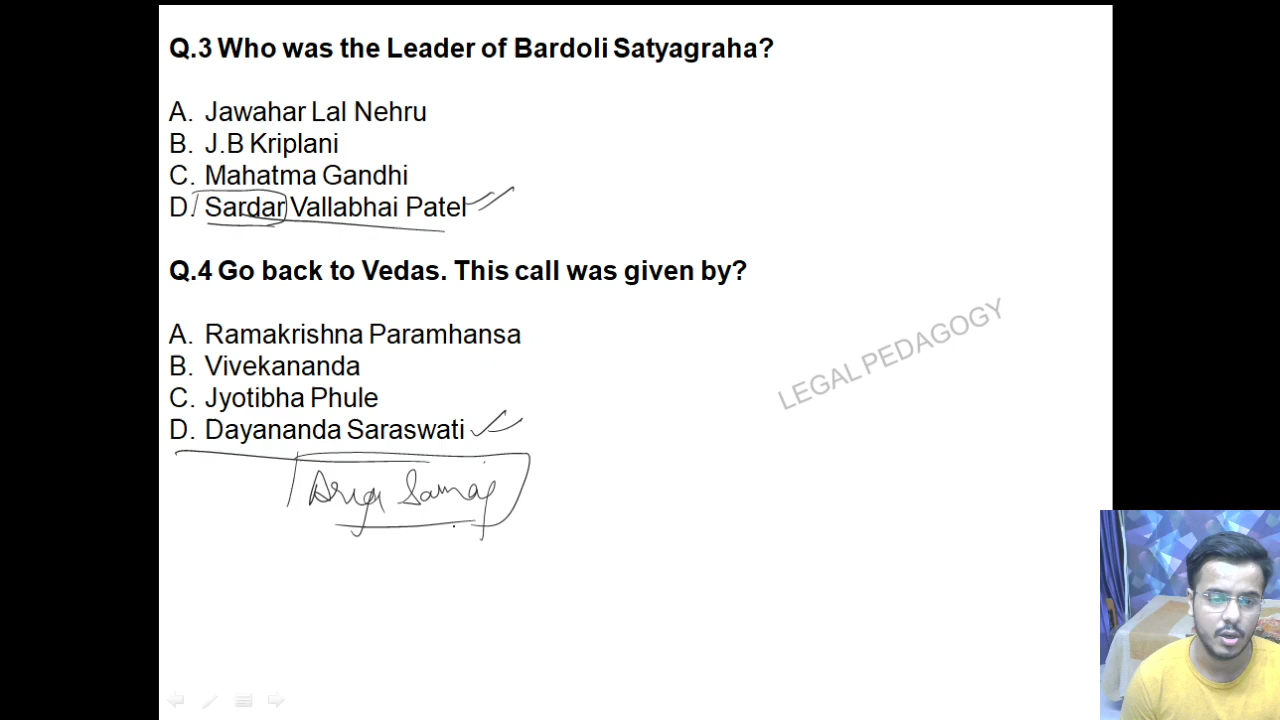 Q.3 Who was the Leader of Bardoli Satyagraha?
A. Jawahar Lal Nehru
B. J.B Kriplani
C. Mahatma Gandhi
D. Sardar Vallabhai Patel
Q.4 Go back to Vedas. This call was given by?
A. Ramakrishna Paramhansa
B. Vivekananda
C. Jyotibha Phule
D. Dayananda Saraswati
Arya Samaj
LEGAL PEDAGOGY